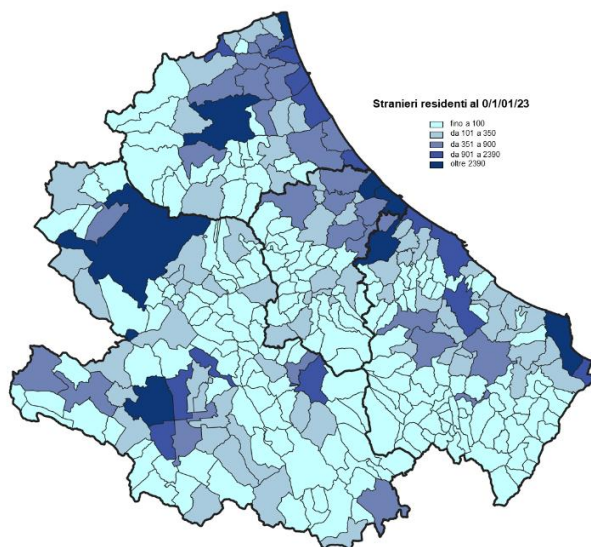 Stranieri residenti al 0/1/01/23
fino a 100
da 101 a 350
da 351 a 900
da 901 a 2390
oltre 2390